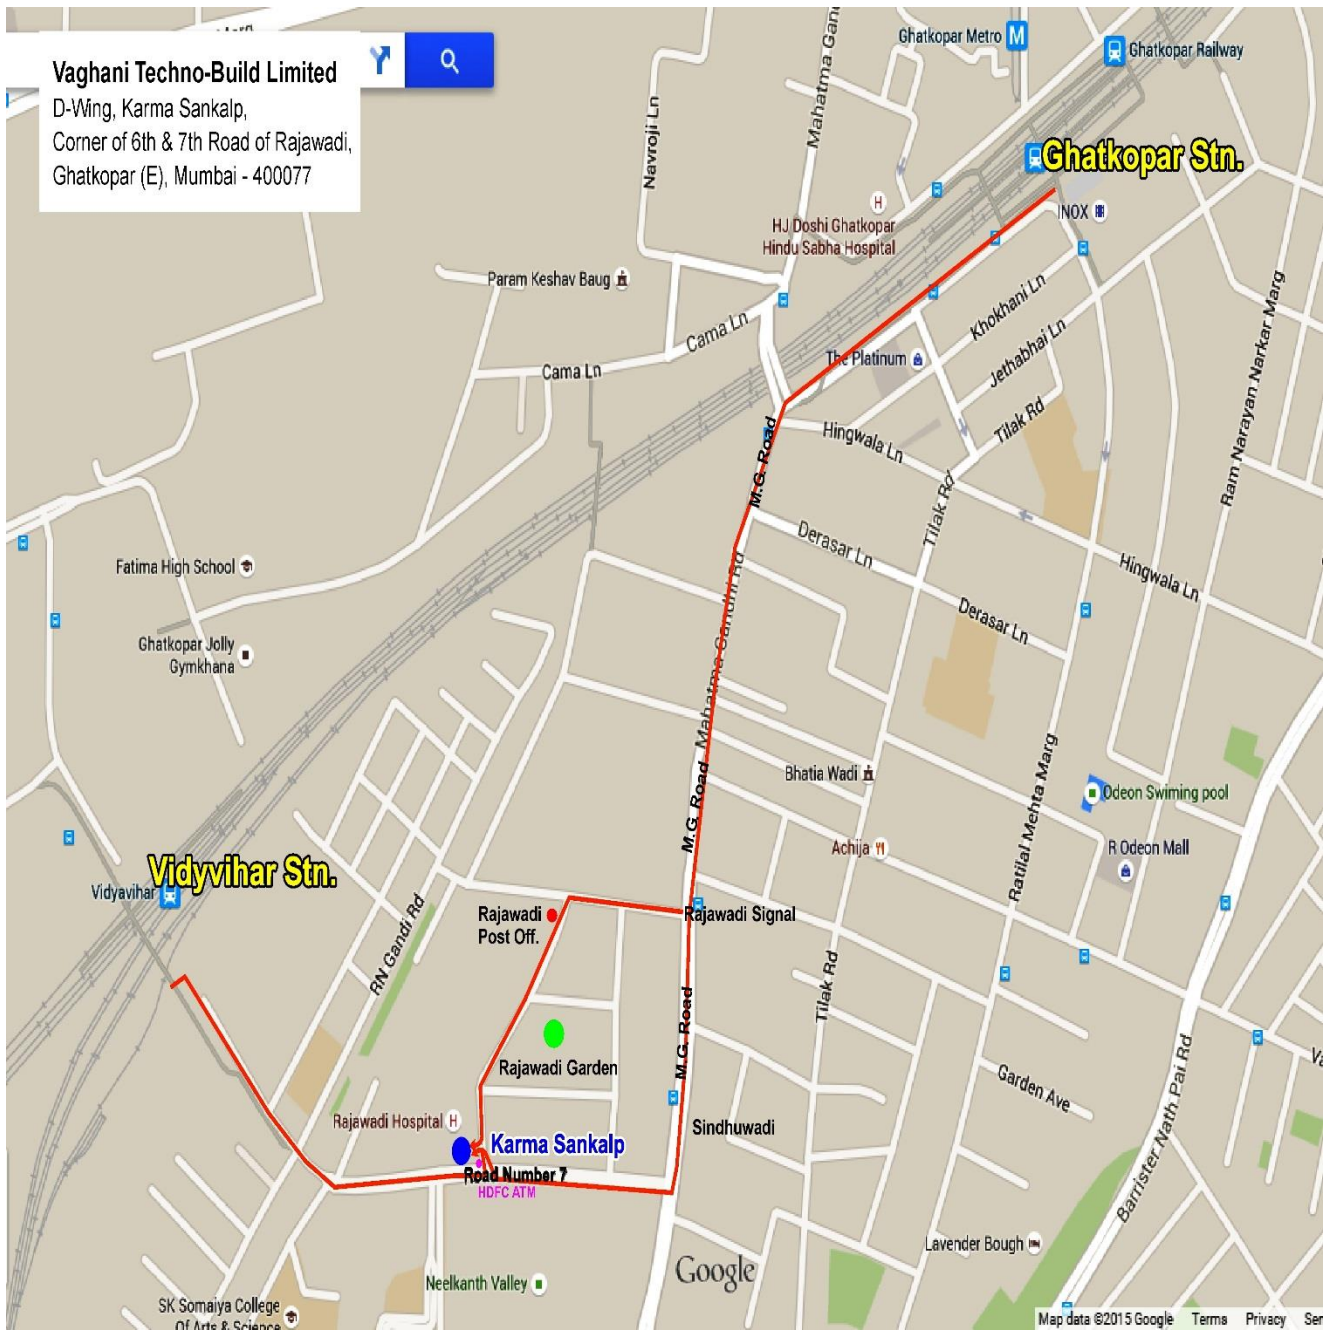 Vaghani Techno-Build Limited
D-Wing, Karma Sankalp,
Corner of 6th & 7th Road of Rajawadi,
Ghatkopar (E), Mumbai - 400077
Ghatkopar Metro
M
Ghatkopar Railway
Mahatma Gand
Navroji Ln
Ghatkopar Stn.
H
HJ Doshi Ghatkopar
Hindu Sabha Hospital
INOX
Param Keshav Baug
Khokhani Ln
Ram Narayan Narkar Marg
Cama Ln
Cama Ln
The Platinum
Jethabhai Ln
Tilak Rd
M.G. Road
Hingwala Ln
Tilak Rd
Derasar Ln
Hingwala Ln
Fatima High School
Derasar Ln
Ghatkopar Jolly
Gymkhana
Mahatma Gandhi Rd
M.G. Road
Bhatia Wadi
Ratilal Mehta Marg
Odeon Swiming pool
Achija
R Odeon Mall
Vidyvihar Stn.
Vidyavihar
Rajawadi
Post Off.
Rajawadi Signal
RN Gandi Rd
Tilak Rd
M.G. Road
Rajawadi Garden
Va
Garden Ave
Barrister Nath Pai Rd
Rajawadi Hospital
H
Sindhuwadi
Karma Sankalp
Road Number 7
HDFC ATM
Lavender Bough
Google
Neelkanth Valley
SK Somaiya College
Of Arts & Science
Map data ©2015 Google
Terms
Privacy
Sen